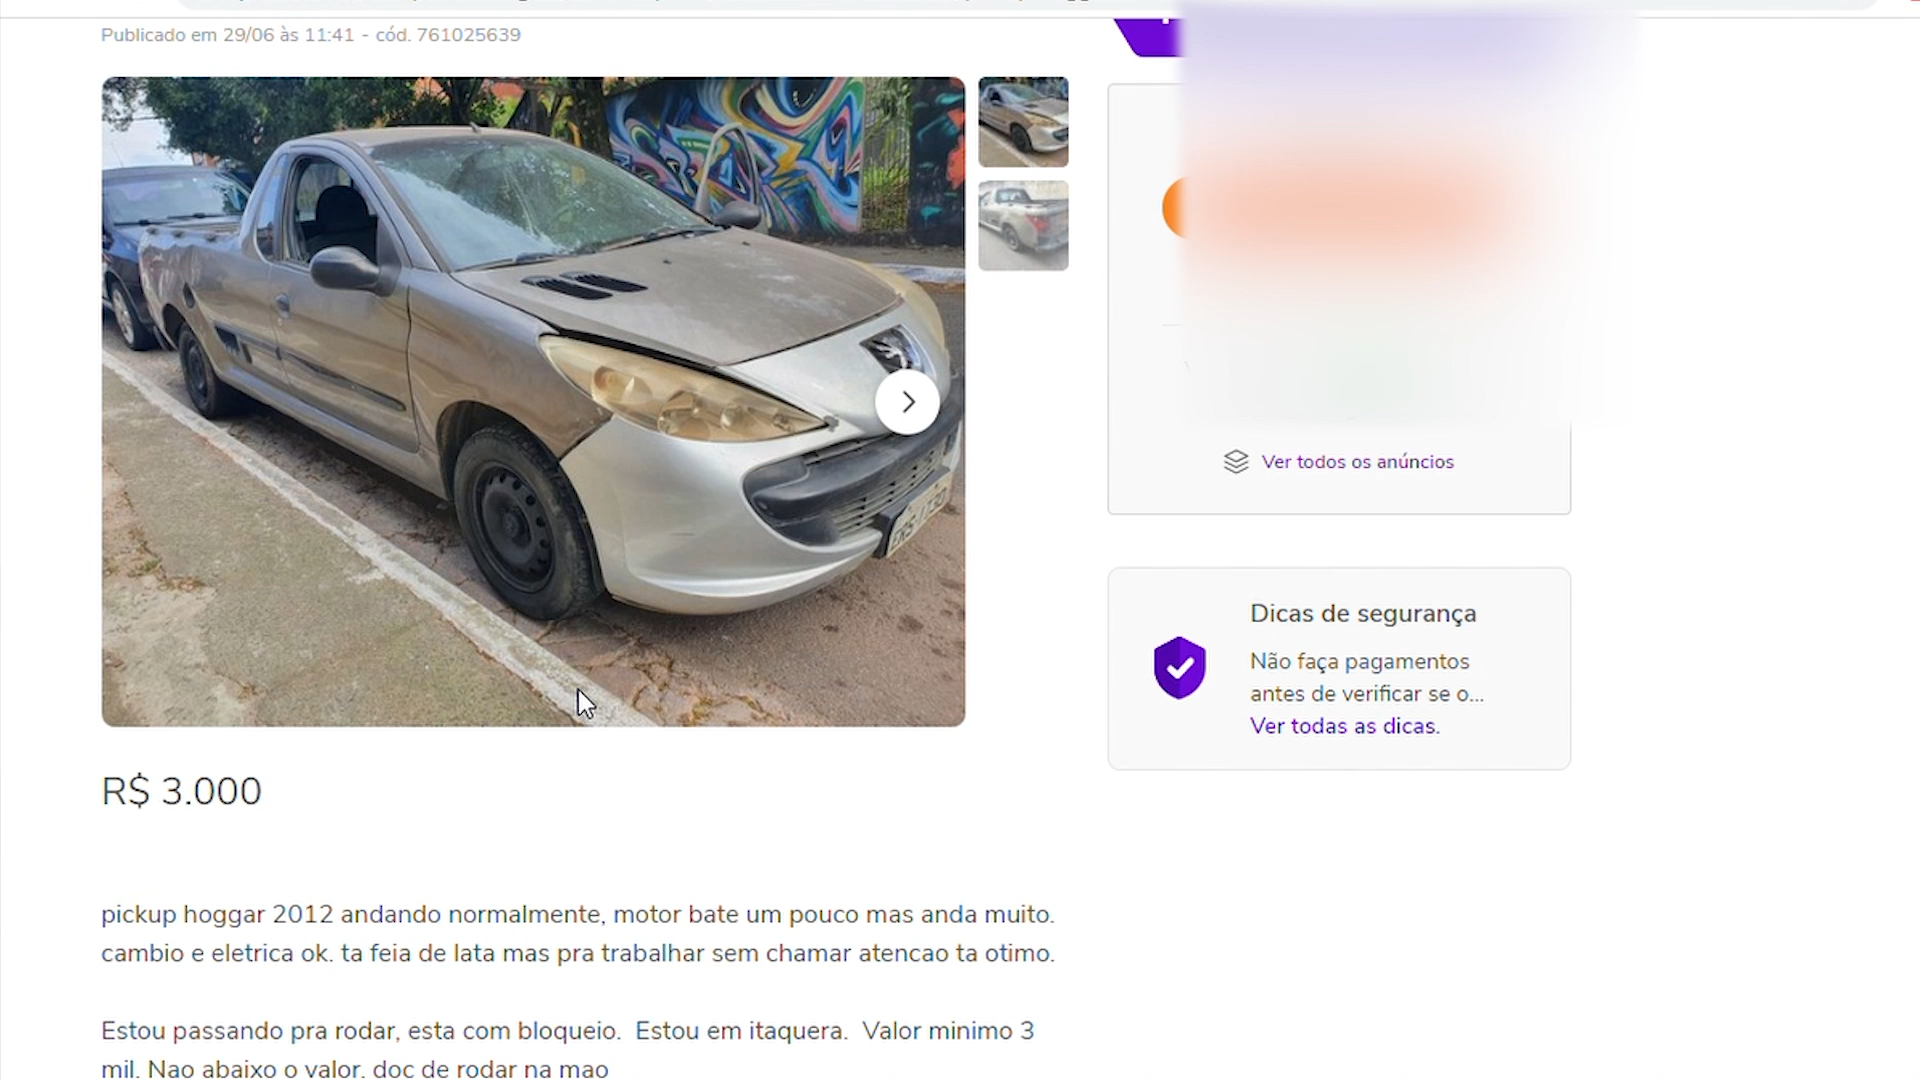 Publicado em 29/06 às 11:41 - cód. 761025639
Ver todos os anúncios
Dicas de segurança
Não faça pagamentos
antes de verificar se o...
Ver todas as dicas.
R$ 3.000
pickup hoggar 2012 andando normalmente, motor bate um pouco mas anda muito.
cambio e eletrica ok. ta feia de lata mas pra trabalhar sem chamar atencao ta otimo.
Estou passando pra rodar, esta com bloqueio. Estou em itaquera. Valor minimo 3
mil. Nao abaixo o valor. doc de rodar na mao